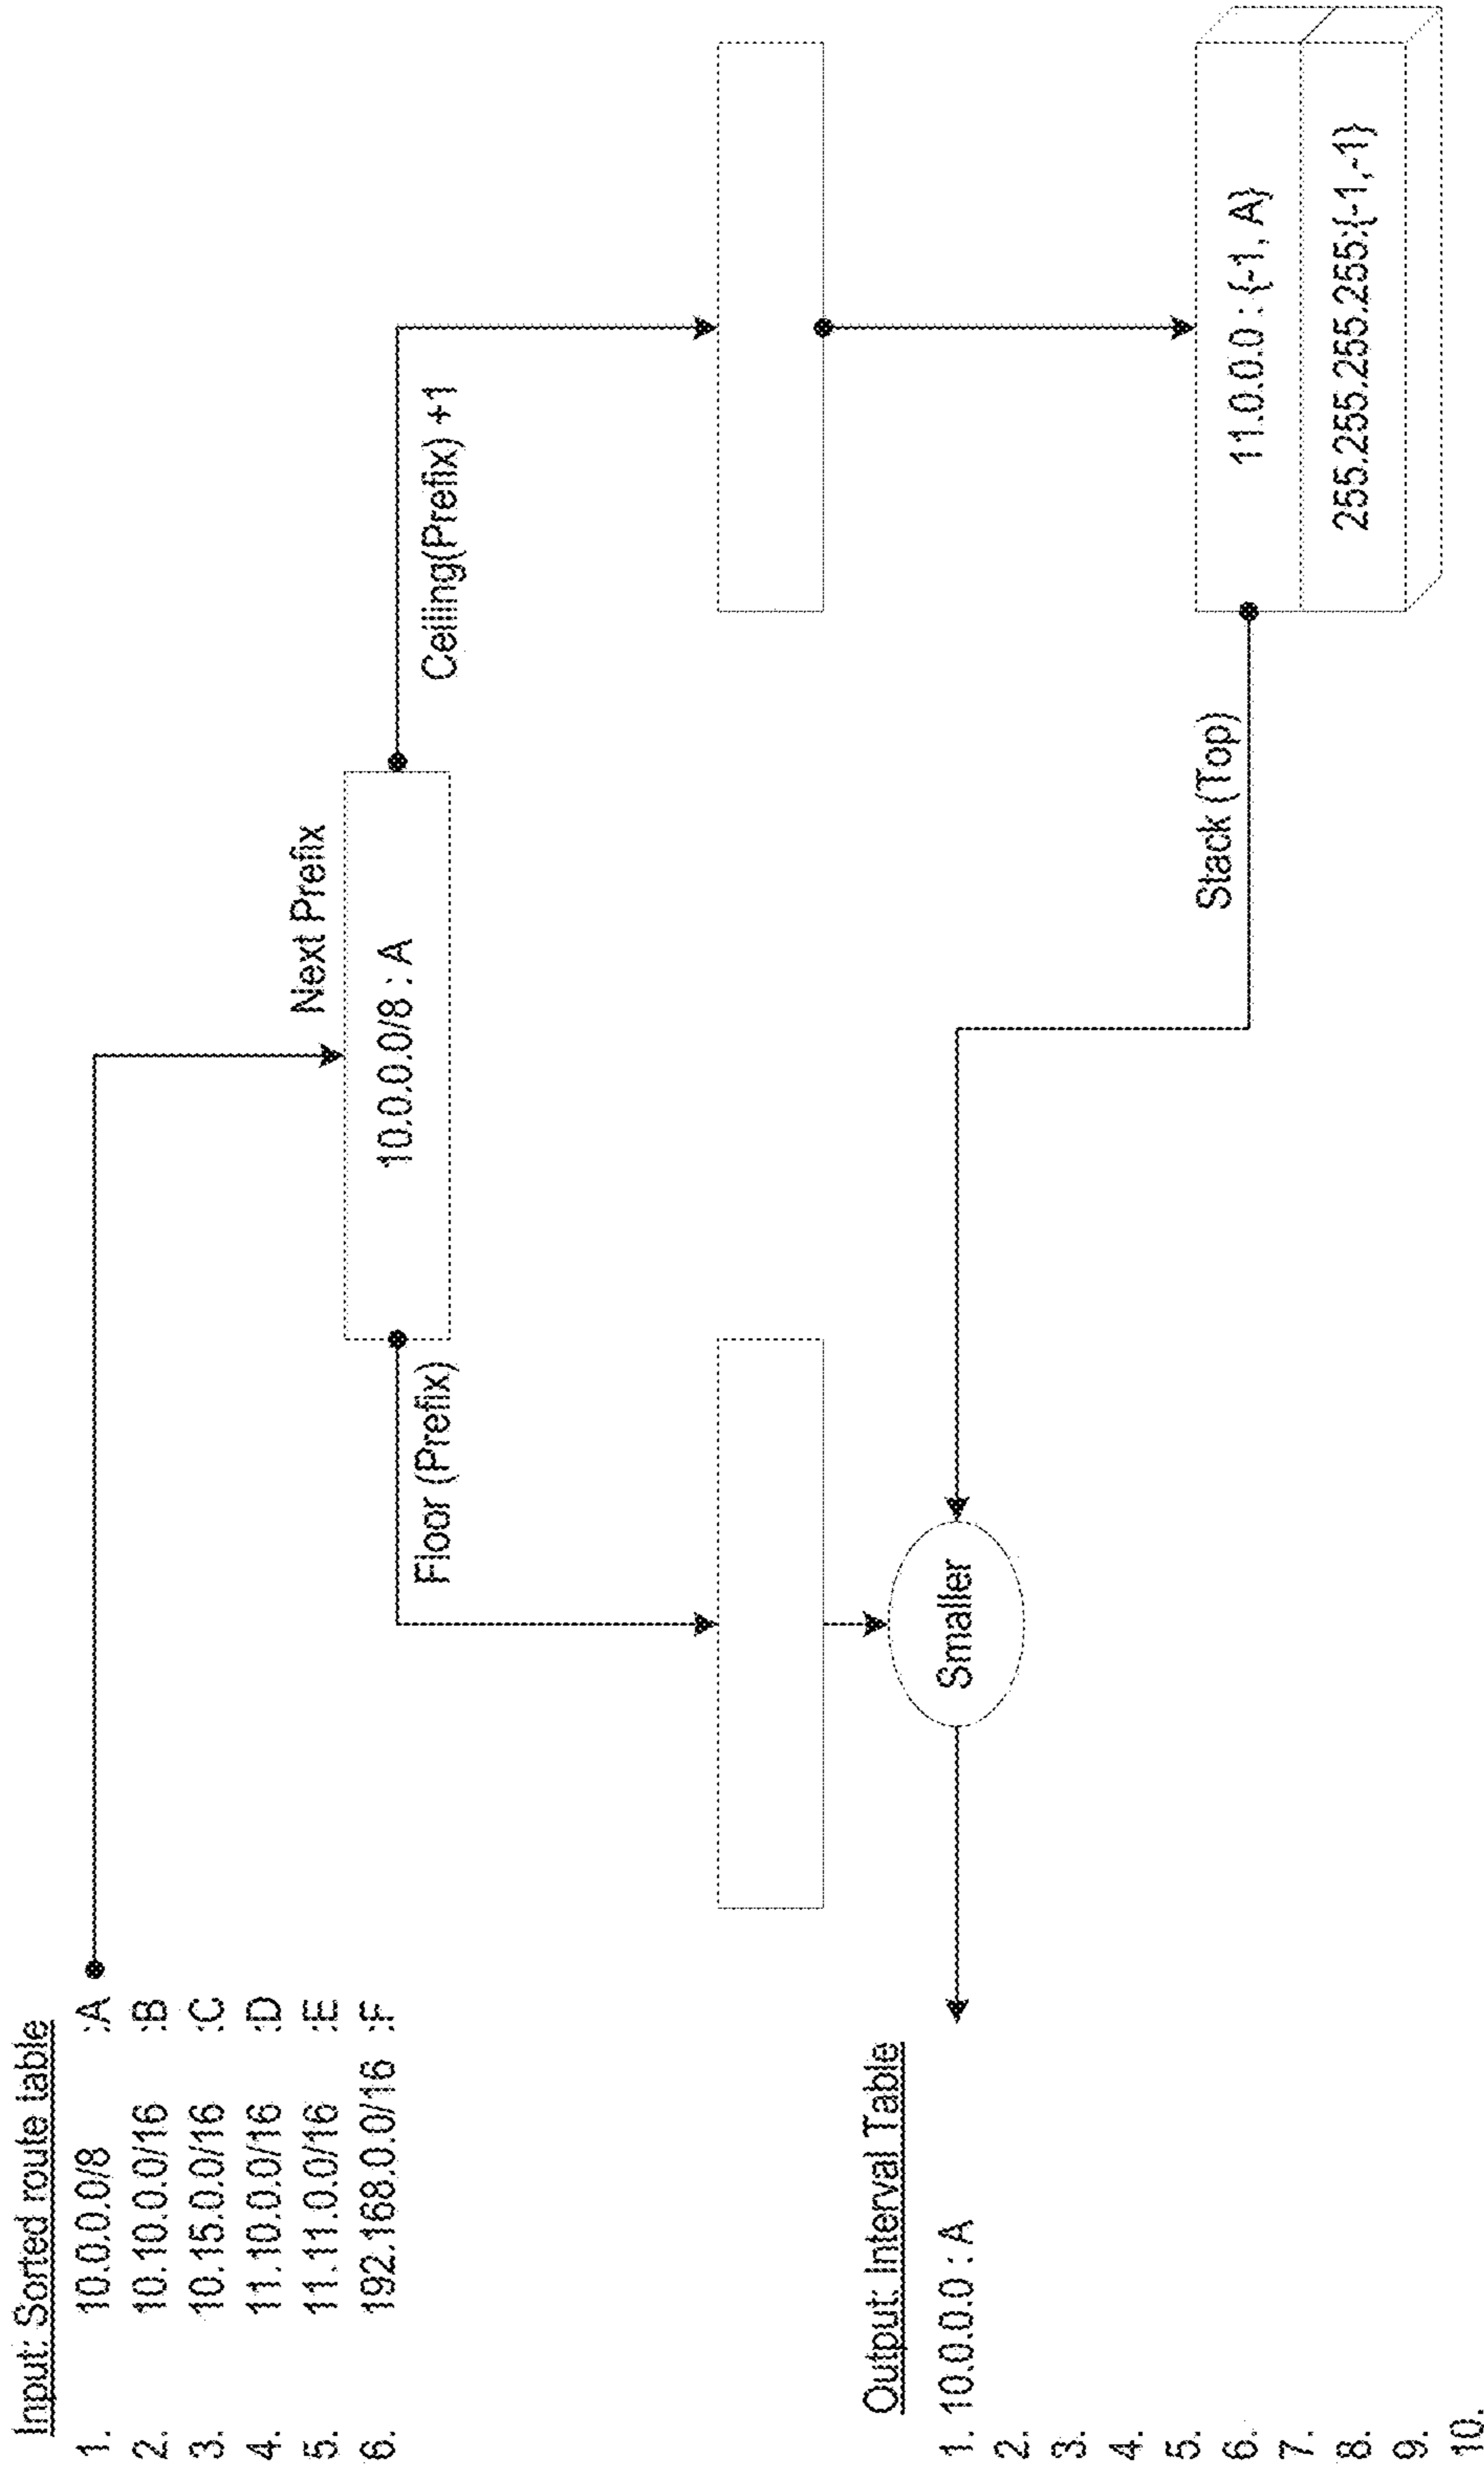 Input: Sorted route table
1. 10.0.0.0/8 :A
2. 10.10.0.0/16 :B
3. 10.15.0.0/16 :C
4. 11.10.0.0/16 :D
5. 11.11.0.0/16 :E
6. 192.168.0.0/16 :F
Next Prefix
10.0.0.0/8 : A
Floor (Prefix)
Ceiling(Prefix) +1
Smaller
Stack (Top)
11.0.0.0 : {-1, A}
255.255.255.255:{-1,-1}
Output: Interval Table
1. 10.0.0.0 : A
2.
3.
4.
5.
6.
7.
8.
9.
10.